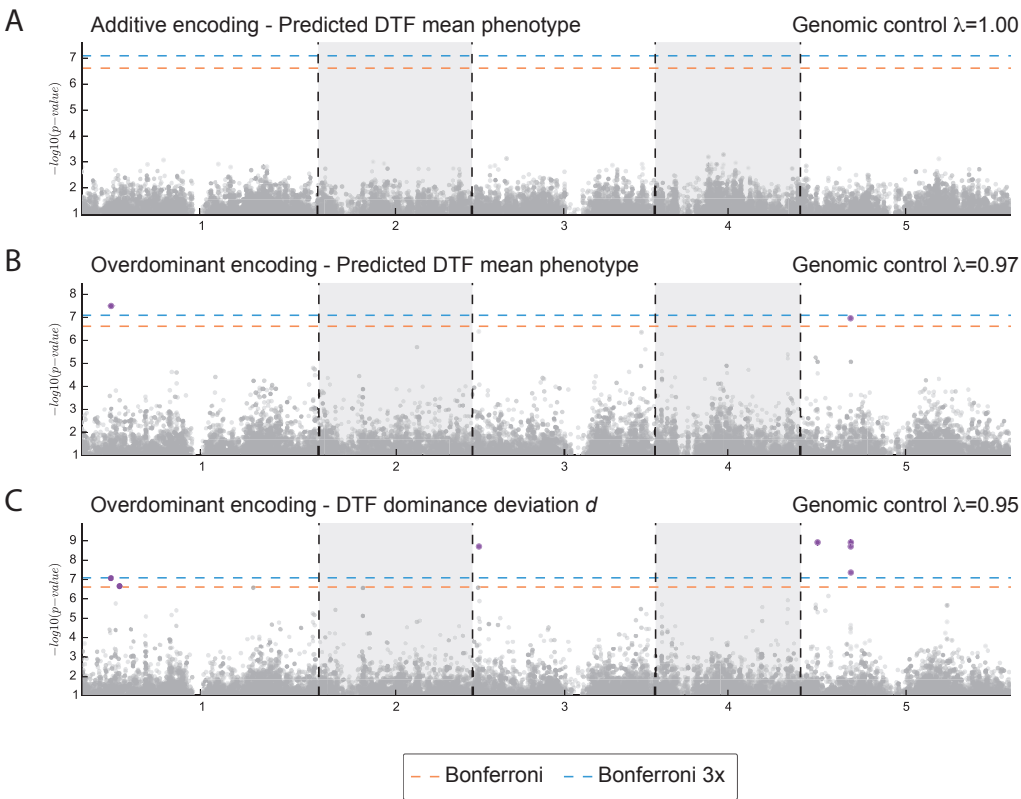 A
Additive encoding - Predicted DTF mean phenotype
Genomic control λ=1.00
−log10(p−value)
7
6
5
4
3
2
1
1 2 3 4 5
B
Overdominant encoding - Predicted DTF mean phenotype
Genomic control λ=0.97
−log10(p−value)
8
7
6
5
4
3
2
1
1 2 3 4 5
C
Overdominant encoding - DTF dominance deviation d
Genomic control λ=0.95
−log10(p−value)
9
8
7
6
5
4
3
2
1
1 2 3 4 5
Bonferroni Bonferroni 3x